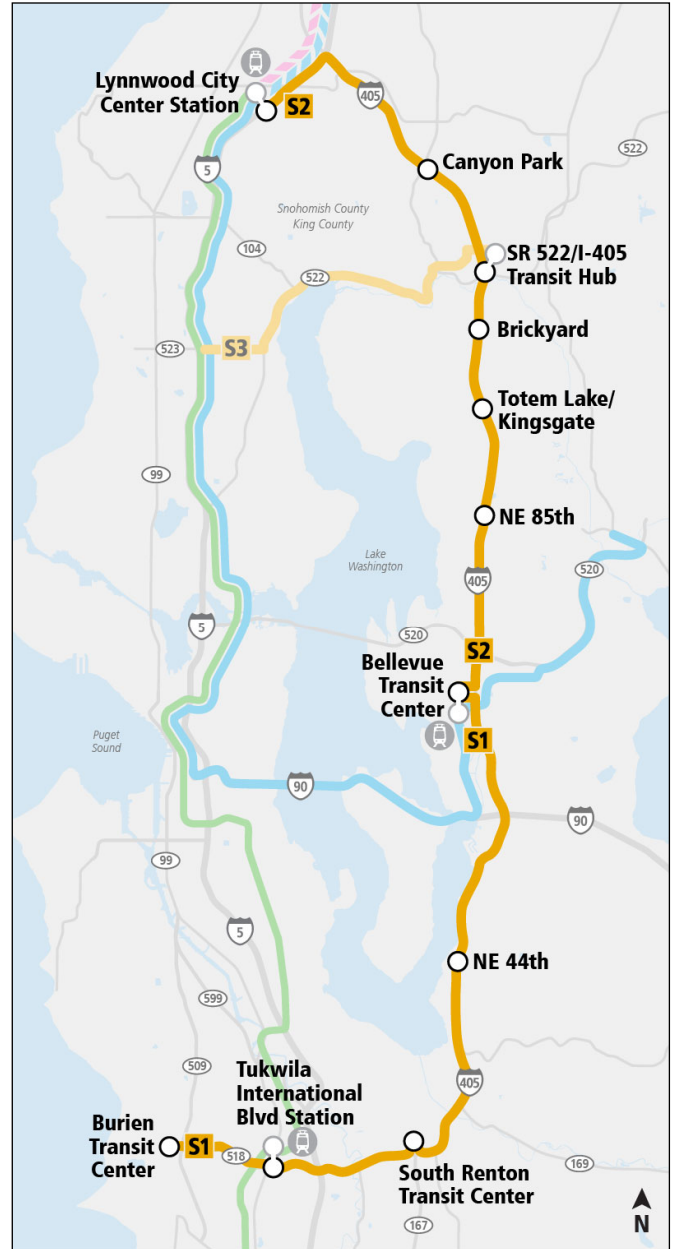 Lynnwood City
Center Station
S2
405
Canyon Park
522
5
Snohomish County
King County
104
SR 522/I-405
Transit Hub
522
Brickyard
523
S3
Totem Lake/
Kingsgate
99
NE 85th
Lake
Washington
405
520
5
520
S2
Bellevue
Transit
Center
Puget
Sound
S1
90
90
99
5
NE 44th
599
509
405
Tukwila
International
Blvd Station
Burien
Transit
Center
S1
518
South Renton
Transit Center
169
167
N